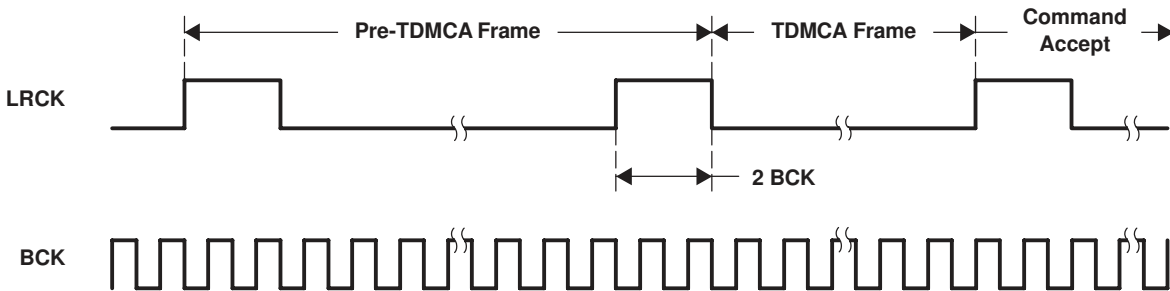 Pre-TDMCA Frame
TDMCA Frame
Command
Accept
LRCK
2 BCK
BCK